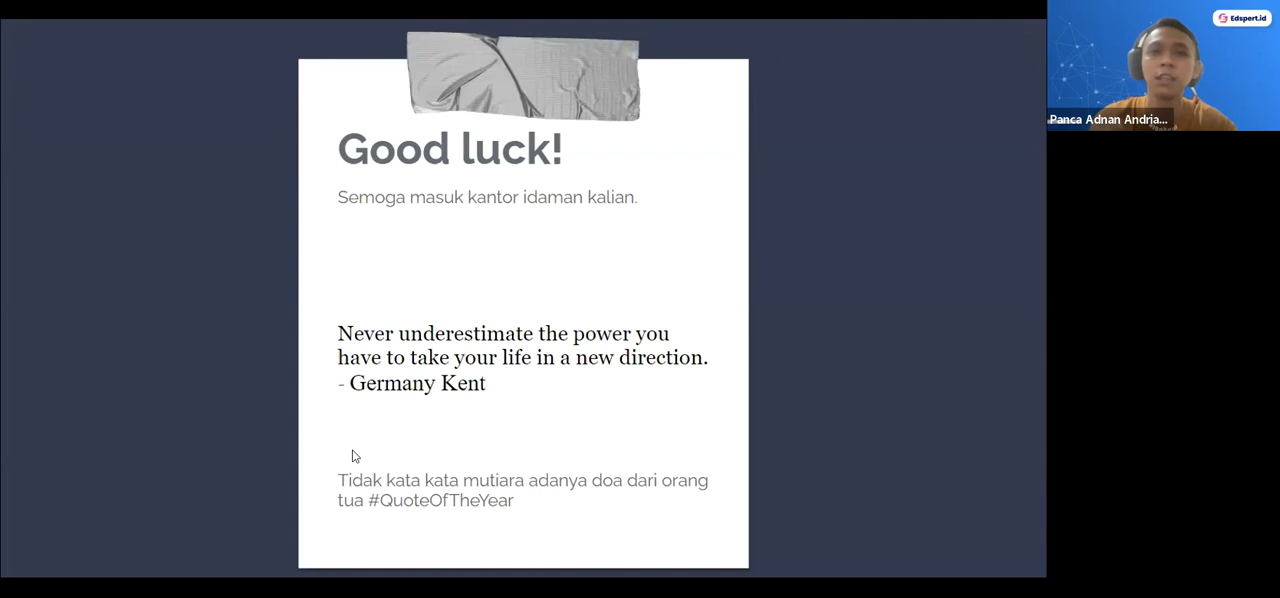 Edspert.id
Panca Adnan Andria...
Good luck!
Semoga masuk kantor idaman kalian.
Never underestimate the power you
have to take your life in a new direction.
- Germany Kent
Tidak kata kata mutiara adanya doa dari orang
tua #QuoteOfTheYear